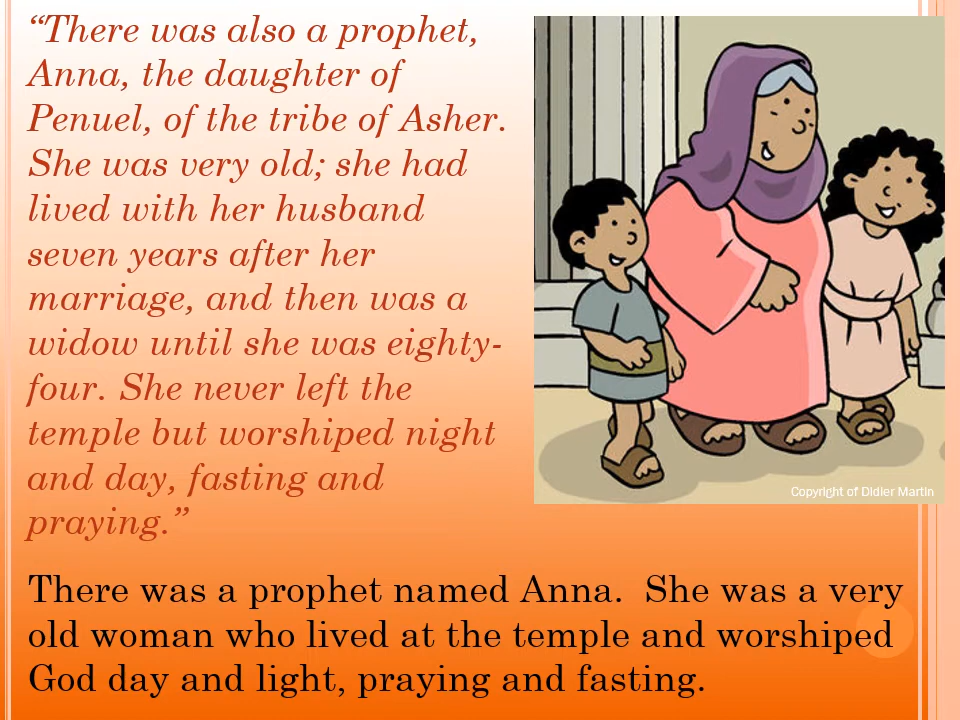 “There was also a prophet,
Anna, the daughter of
Penuel, of the tribe of Asher.
She was very old; she had
lived with her husband
seven years after her
marriage, and then was a
widow until she was eighty-
four. She never left the
temple but worshiped night
and day, fasting and
praying.”
Copyright of Didier Martin
There was a prophet named Anna.  She was a very
old woman who lived at the temple and worshiped
God day and light, praying and fasting.